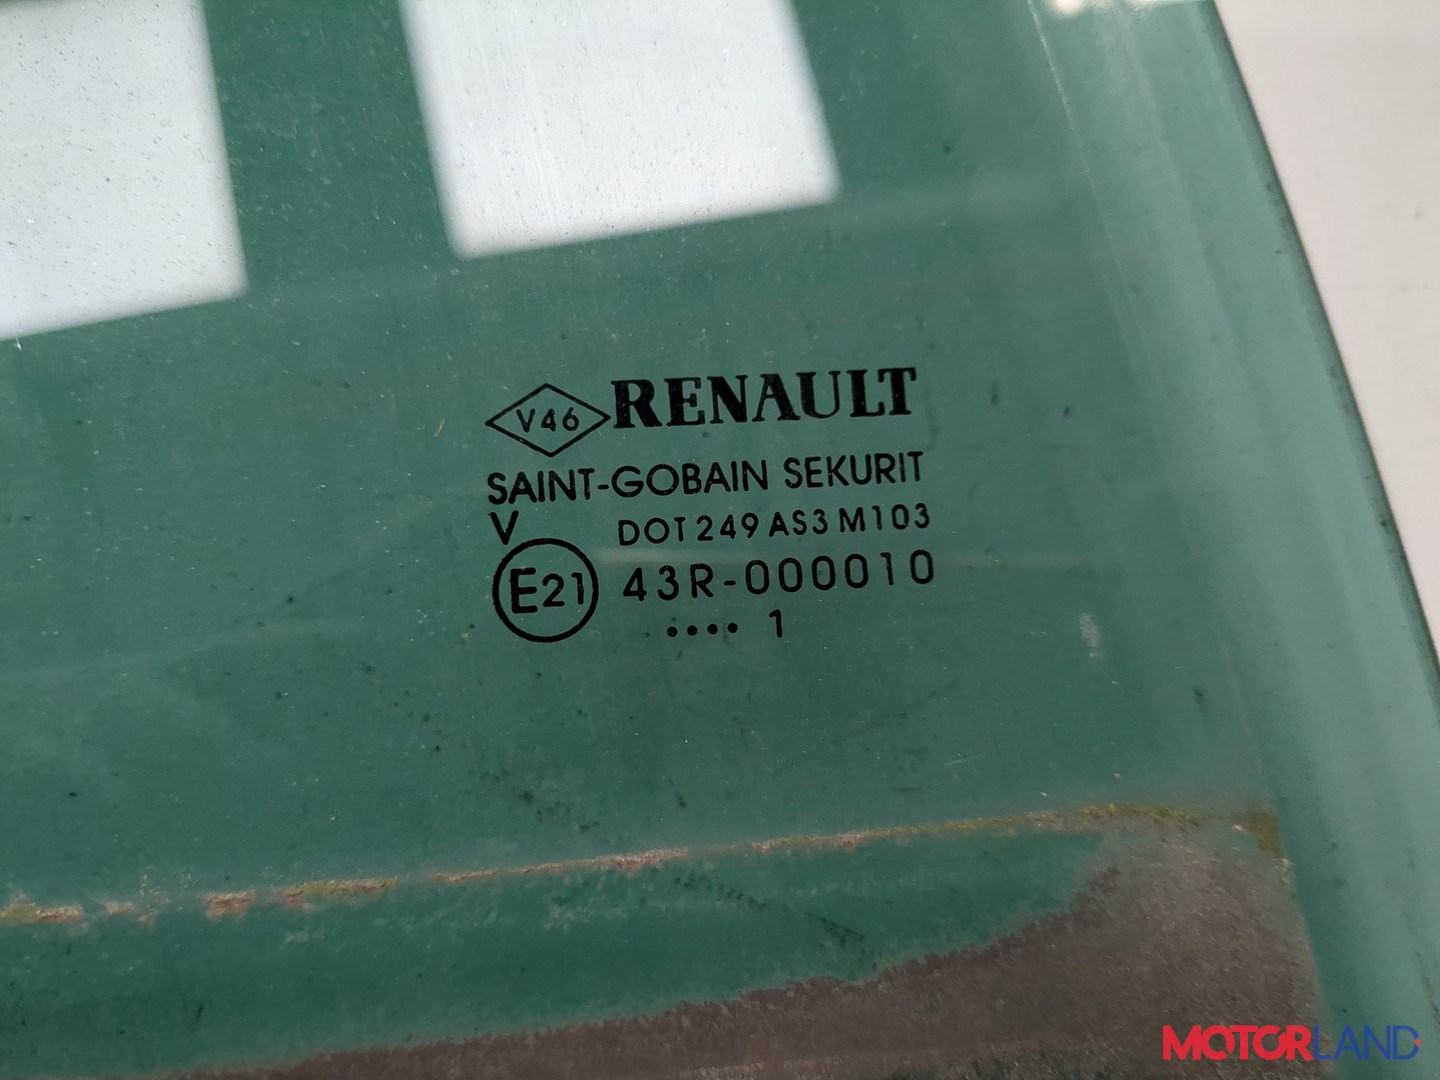 V46 RENAULT
SAINT-GOBAIN SEKURIT
V DOT 249 AS3 M103
E21 43R-000010
.... 1
MOTORLAND